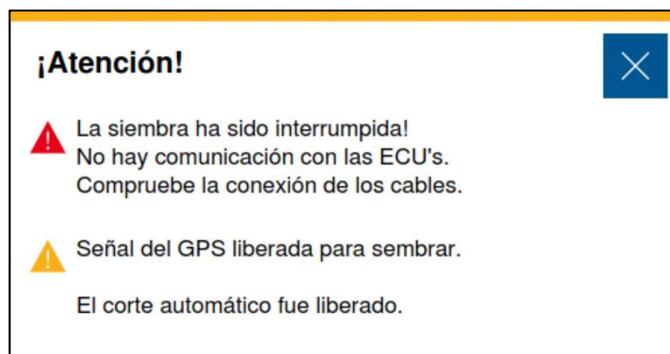 ¡Atención!
La siembra ha sido interrumpida!
No hay comunicación con las ECU's.
Compruebe la conexión de los cables.
Señal del GPS liberada para sembrar.
El corte automático fue liberado.